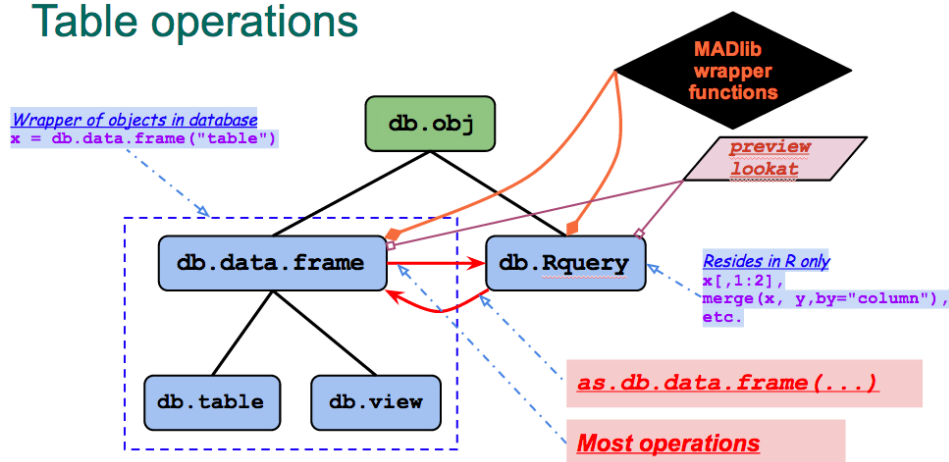 Table operations
MADlib
wrapper
functions
Wrapper of objects in database
x = db.data.frame("table")
db.obj
preview
lookat
db.data.frame
db.Rquery
Resides in R only
x[,1:2],
merge(x, y,by="column"),
etc.
as.db.data.frame(...)
db.table
db.view
Most operations